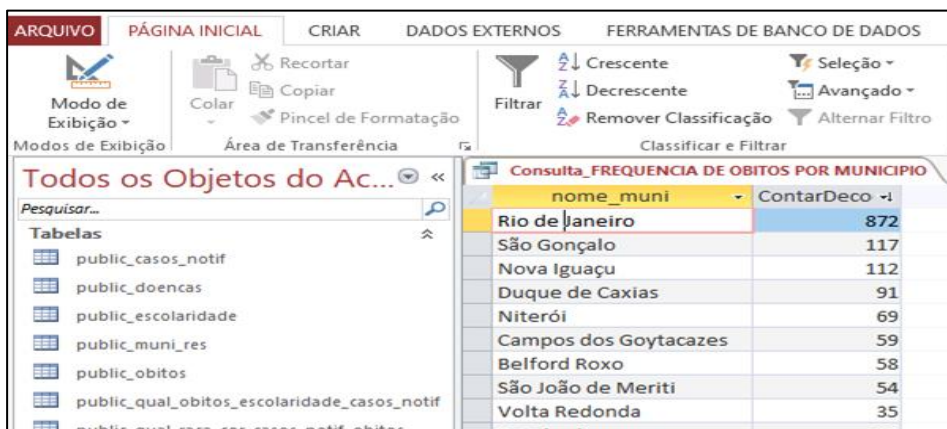 ARQUIVO PÁGINA INICIAL CRIAR DADOS EXTERNOS FERRAMENTAS DE BANCO DE DADOS
Modo de Exibição
Modos de Exibição
Colar
Recortar
Copiar
Pincel de Formatação
Área de Transferência
Filtrar
Crescente
Decrescente
Remover Classificação
Seleção
Avançado
Alternar Filtro
Classificar e Filtrar
Todos os Objetos do Ac...
Pesquisar...
Tabelas
public_casos_notif
public_doencas
public_escolaridade
public_muni_res
public_obitos
public_qual_obitos_escolaridade_casos_notif
Consulta_FREQUENCIA DE OBITOS POR MUNICIPIO
nome_muni ContarDeco
Rio de Janeiro 872
São Gonçalo 117
Nova Iguaçu 112
Duque de Caxias 91
Niterói 69
Campos dos Goytacazes 59
Belford Roxo 58
São João de Meriti 54
Volta Redonda 35